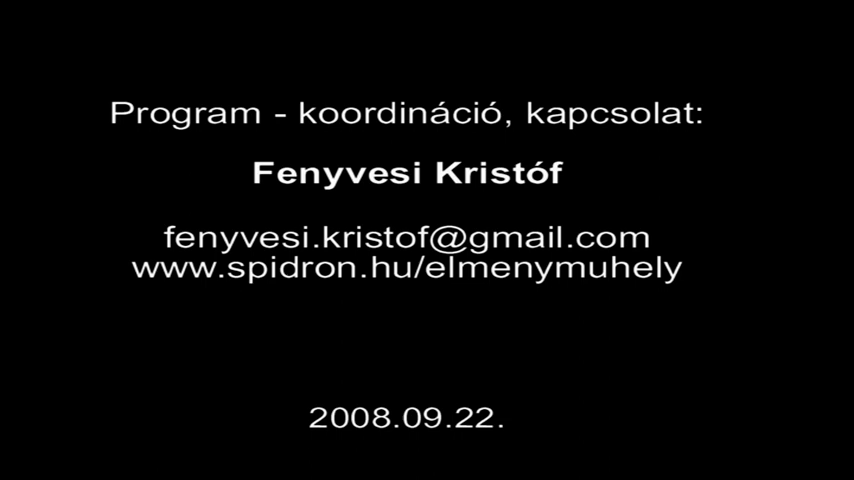 Program - koordináció, kapcsolat:
Fenyvesi Kristóf
fenyvesi.kristof@gmail.com
www.spidron.hu/elmenymuhely
2008.09.22.